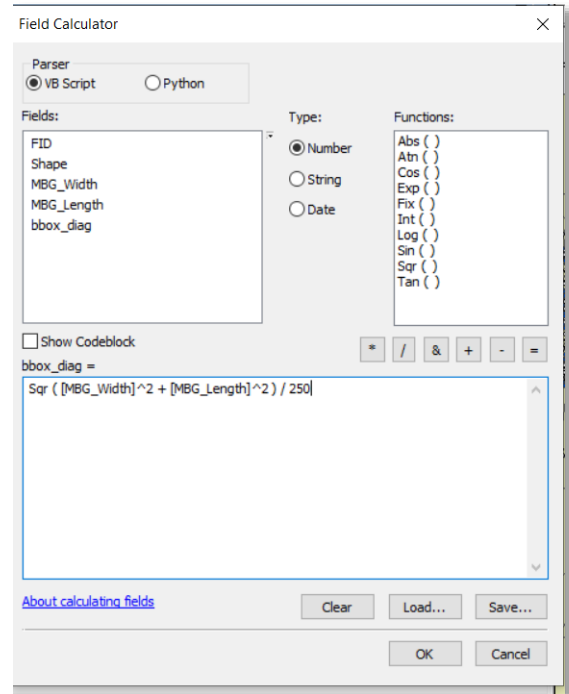 Field Calculator
Parser
VB Script Python
Fields:
FID
Shape
MBG_Width
MBG_Length
bbox_diag
Type:
Number
String
Date
Functions:
Abs ( )
Atn ( )
Cos ( )
Exp ( )
Fix ( )
Int ( )
Log ( )
Sin ( )
Sqr ( )
Tan ( )
Show Codeblock
* / & + - =
bbox_diag =
Sqr ( [MBG_Width]^2 + [MBG_Length]^2 ) / 250
About calculating fields
Clear Load... Save...
OK Cancel